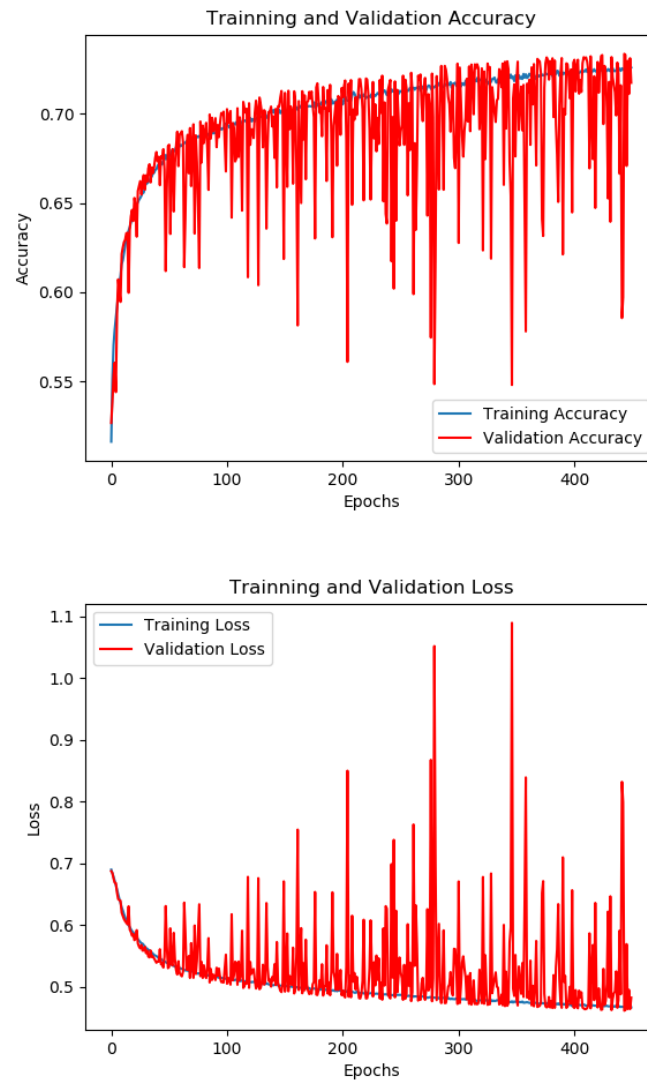 Trainning and Validation Accuracy
0.70
0.65
0.60
0.55
Accuracy
Training Accuracy
Validation Accuracy
0
100
200
300
400
Epochs
Trainning and Validation Loss
1.1
1.0
0.9
0.8
0.7
0.6
0.5
Loss
Training Loss
Validation Loss
0
100
200
300
400
Epochs